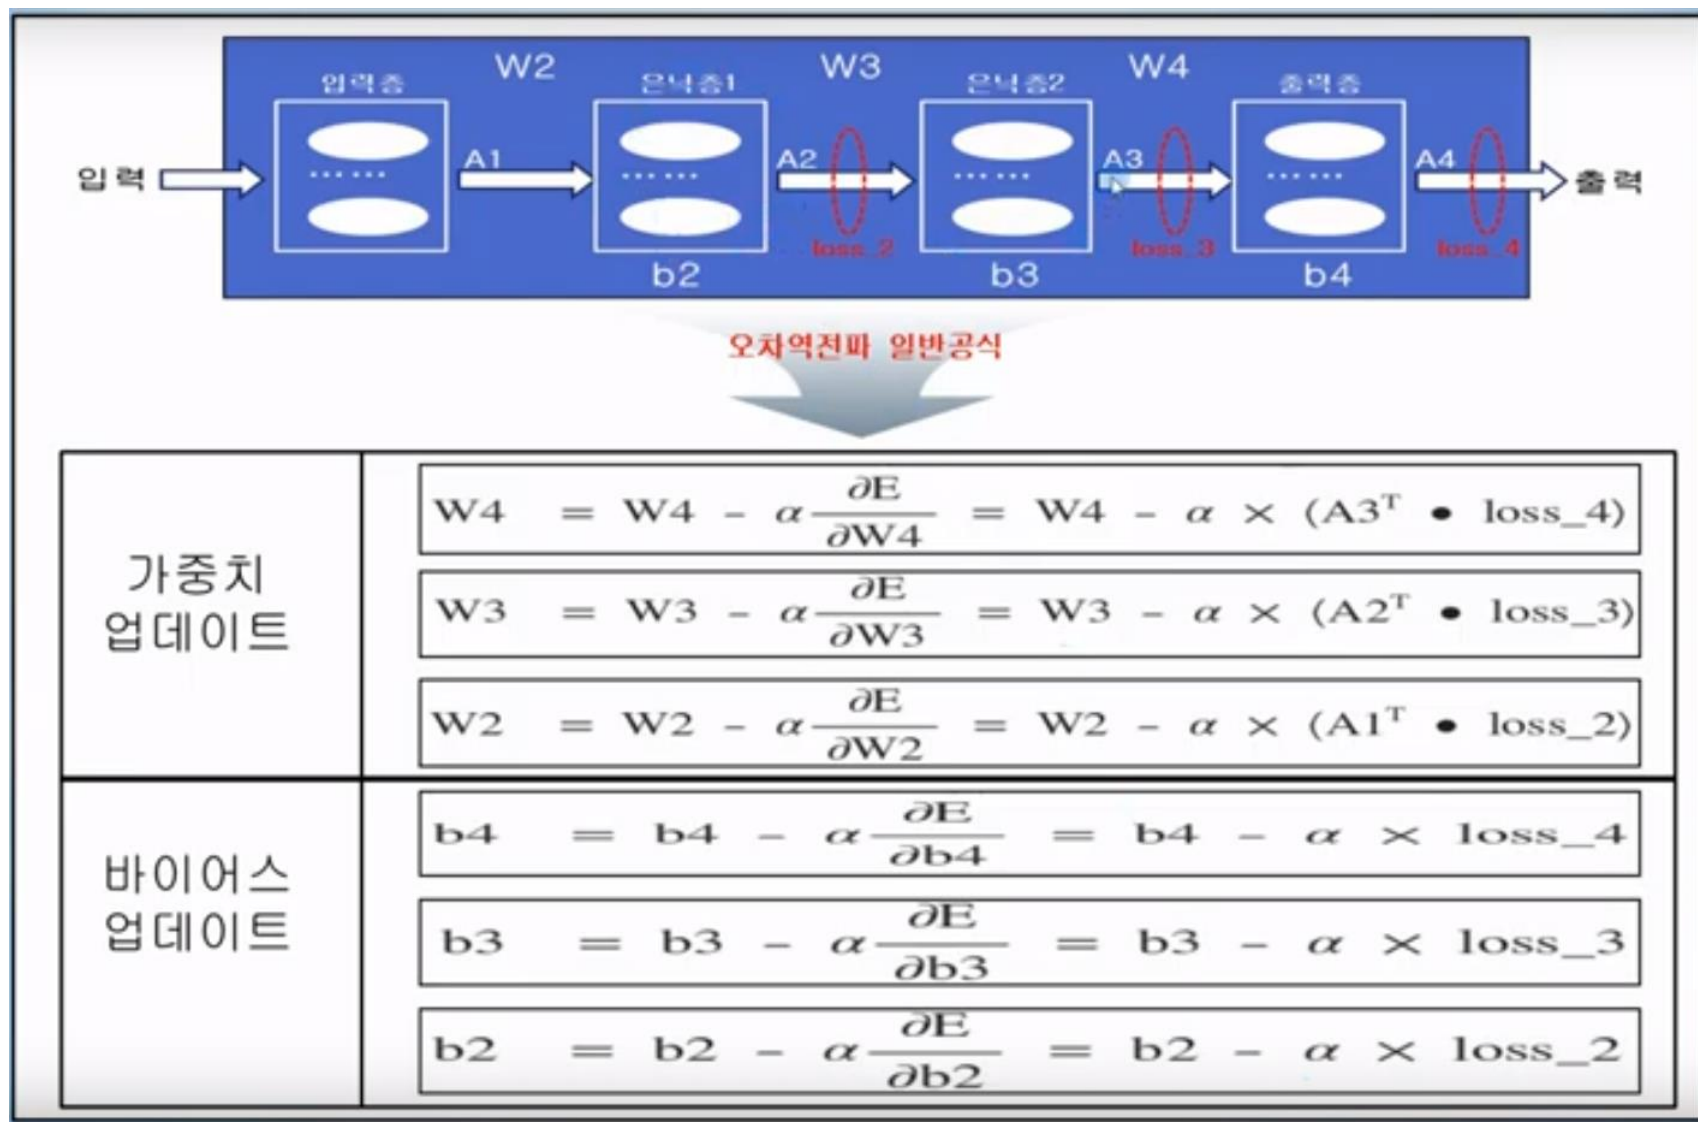 W2 W3 W4
입력층 은닉층1 은닉층2 출력층
입력 A1 A2 A3 A4 출력
loss_2 loss_3 loss_4
b2 b3 b4
오차역전파 일반공식
가중치
업데이트
W4 = W4 - α ∂E/∂W4 = W4 - α × (A3ᵀ • loss_4)
W3 = W3 - α ∂E/∂W3 = W3 - α × (A2ᵀ • loss_3)
W2 = W2 - α ∂E/∂W2 = W2 - α × (A1ᵀ • loss_2)
바이어스
업데이트
b4 = b4 - α ∂E/∂b4 = b4 - α × loss_4
b3 = b3 - α ∂E/∂b3 = b3 - α × loss_3
b2 = b2 - α ∂E/∂b2 = b2 - α × loss_2